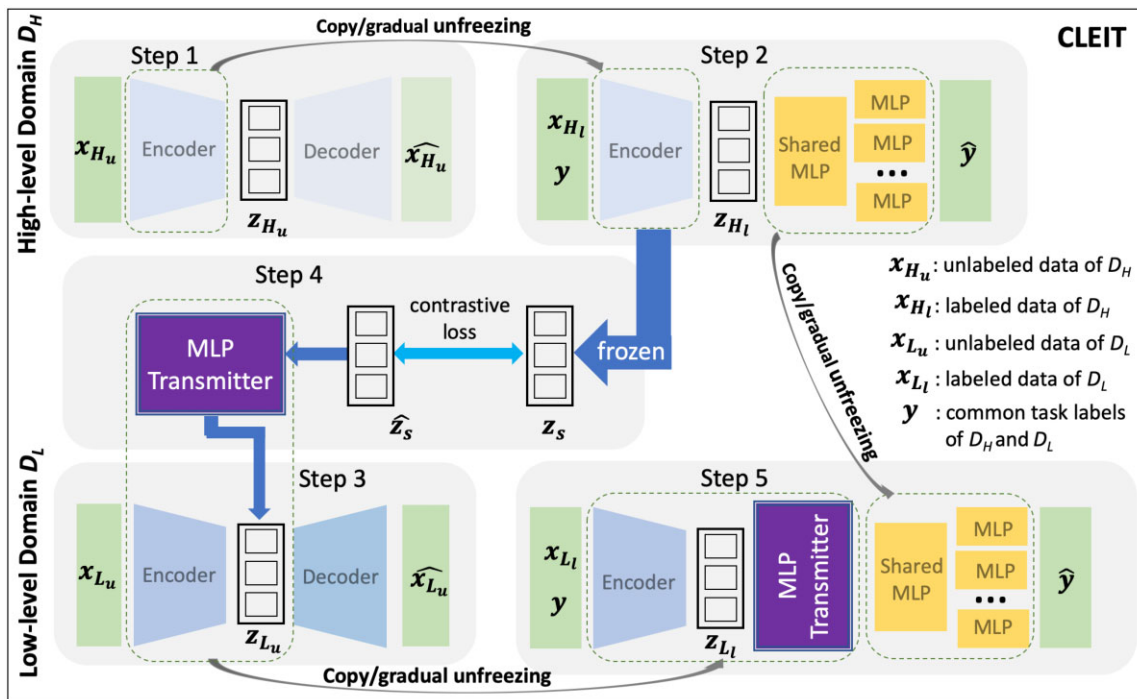 High-level Domain D_H
Low-level Domain D_L
CLEIT
Copy/gradual unfreezing
Step 1
x_{H_u}
Encoder
z_{H_u}
Decoder
\widehat{x_{H_u}}
Step 2
x_{H_l}
y
Encoder
z_{H_l}
Shared
MLP
MLP
MLP
...
MLP
ŷ
x_{H_u} : unlabeled data of D_H
x_{H_l} : labeled data of D_H
x_{L_u} : unlabeled data of D_L
x_{L_l} : labeled data of D_L
y : common task labels
of D_H and D_L
Step 4
MLP
Transmitter
contrastive
loss
\widehat{z}_s
z_s
frozen
Copy/gradual unfreezing
Step 3
x_{L_u}
Encoder
z_{L_u}
Decoder
\widehat{x_{L_u}}
Step 5
x_{L_l}
y
Encoder
z_{L_l}
MLP
Transmitter
Shared
MLP
MLP
MLP
...
MLP
ŷ
Copy/gradual unfreezing